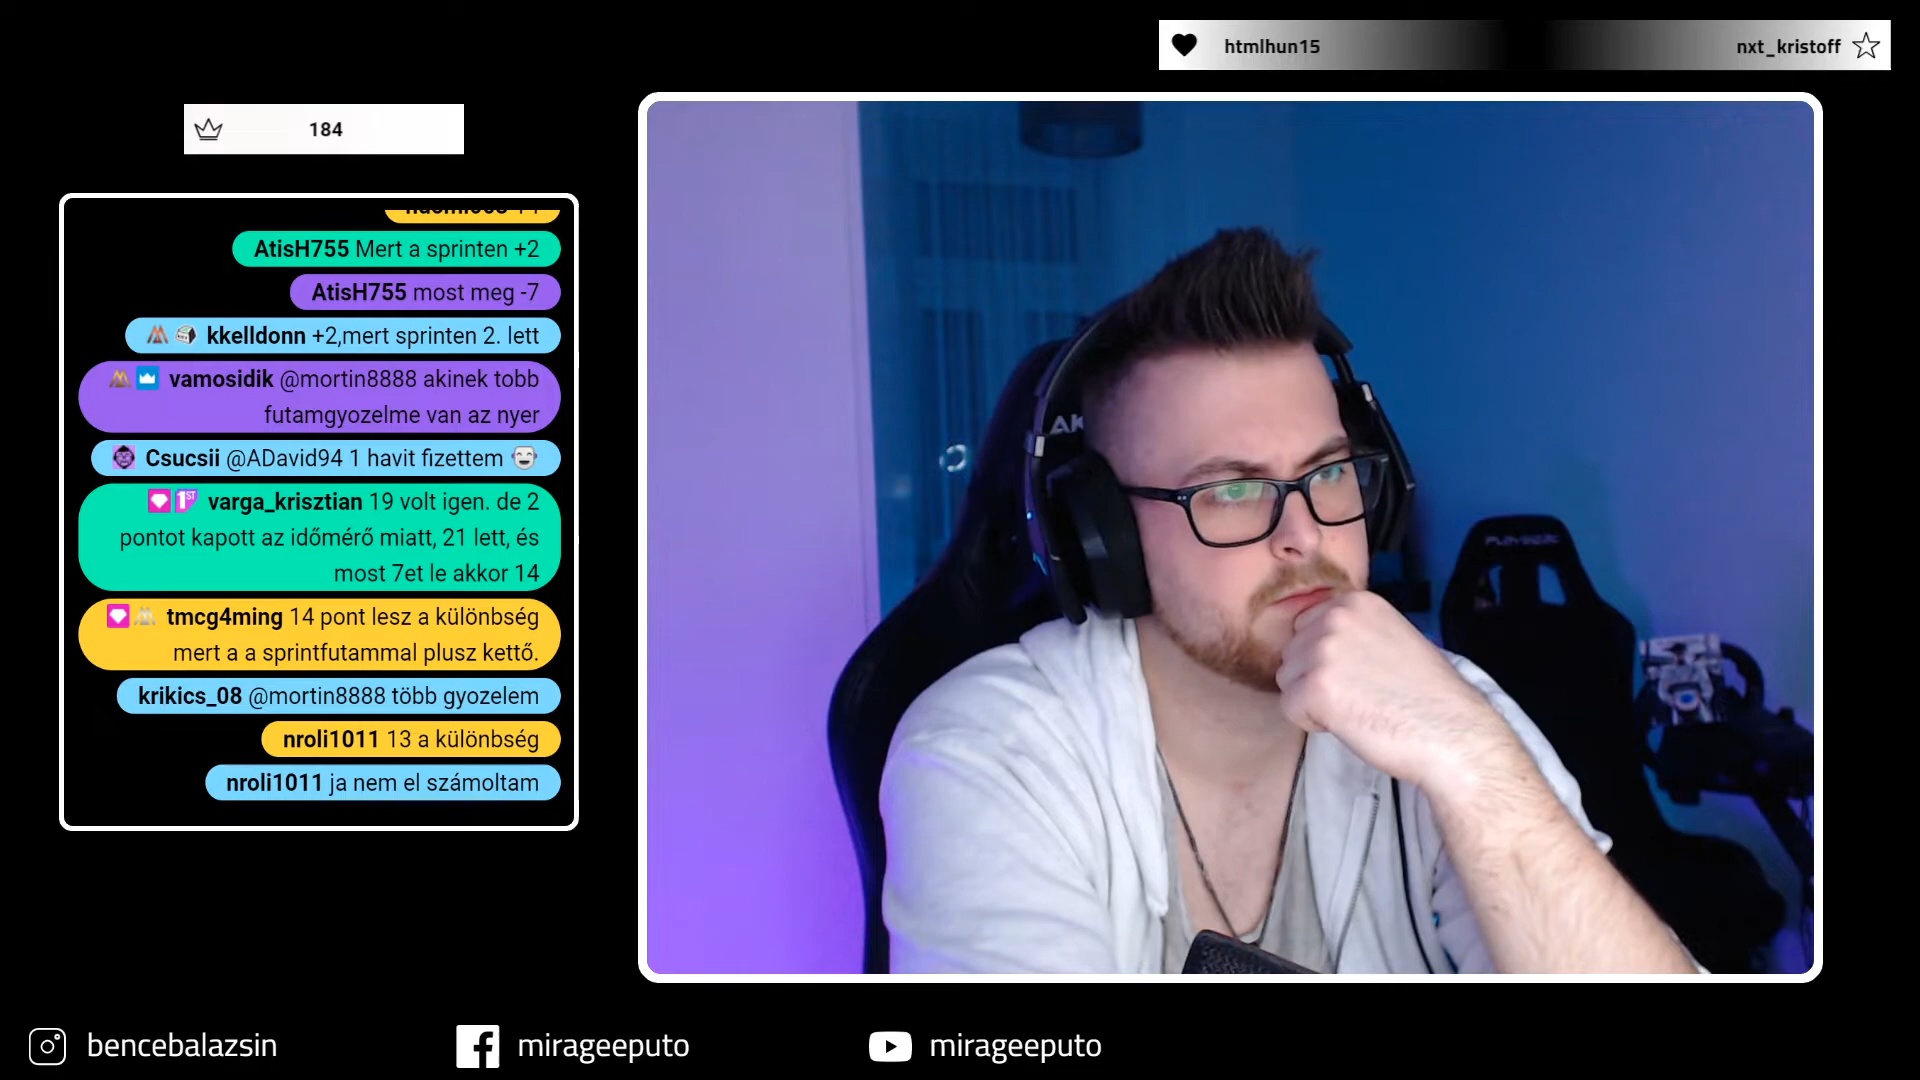 htmlhun15
nxt_kristoff
184
AtisH755 Mert a sprinten +2
AtisH755 most meg -7
kkelldonn +2,mert sprinten 2. lett
vamosidik @mortin8888 akinek tobb
futamgyozelme van az nyer
Csucsii @ADavid94 1 havit fizettem
varga_krisztian 19 volt igen. de 2
pontot kapott az időmérő miatt, 21 lett, és
most 7et le akkor 14
tmcg4ming 14 pont lesz a különbség
mert a a sprintfutammal plusz kettő.
krikics_08 @mortin8888 több gyozelem
nroli1011 13 a különbség
nroli1011 ja nem el számoltam
AK
bencebalazsin
mirageeputo
mirageeputo